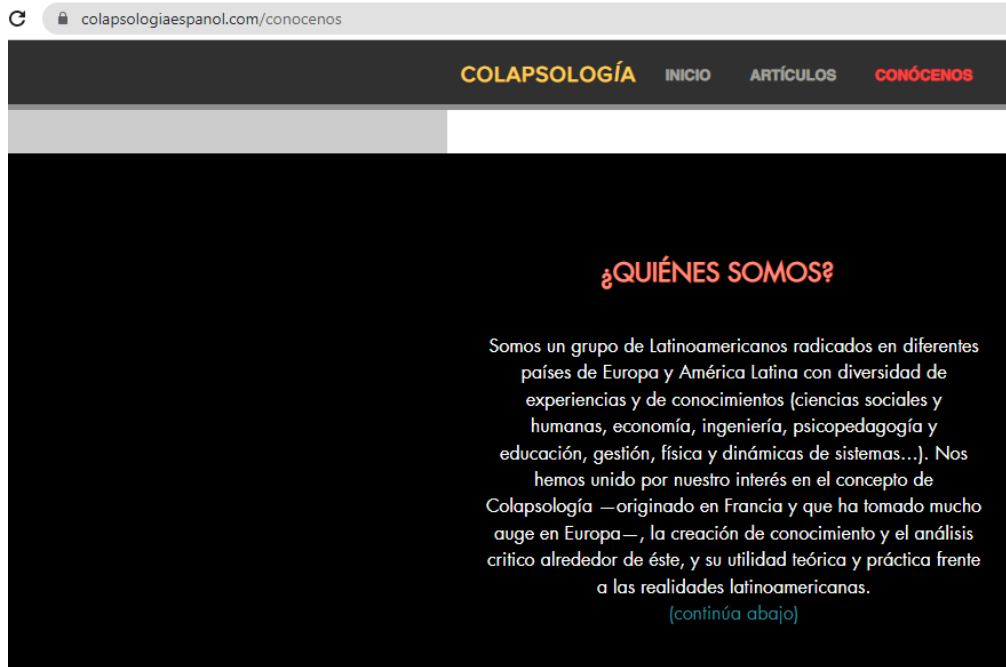 colapsologiaespanol.com/conocenos
COLAPSOLOGÍA INICIO ARTÍCULOS CONÓCENOS
¿QUIÉNES SOMOS?
Somos un grupo de Latinoamericanos radicados en diferentes
países de Europa y América Latina con diversidad de
experiencias y de conocimientos (ciencias sociales y
humanas, economía, ingeniería, psicopedagogía y
educación, gestión, física y dinámicas de sistemas...). Nos
hemos unido por nuestro interés en el concepto de
Colapsología —originado en Francia y que ha tomado mucho
auge en Europa—, la creación de conocimiento y el análisis
critico alrededor de éste, y su utilidad teórica y práctica frente
a las realidades latinoamericanas.
(continúa abajo)